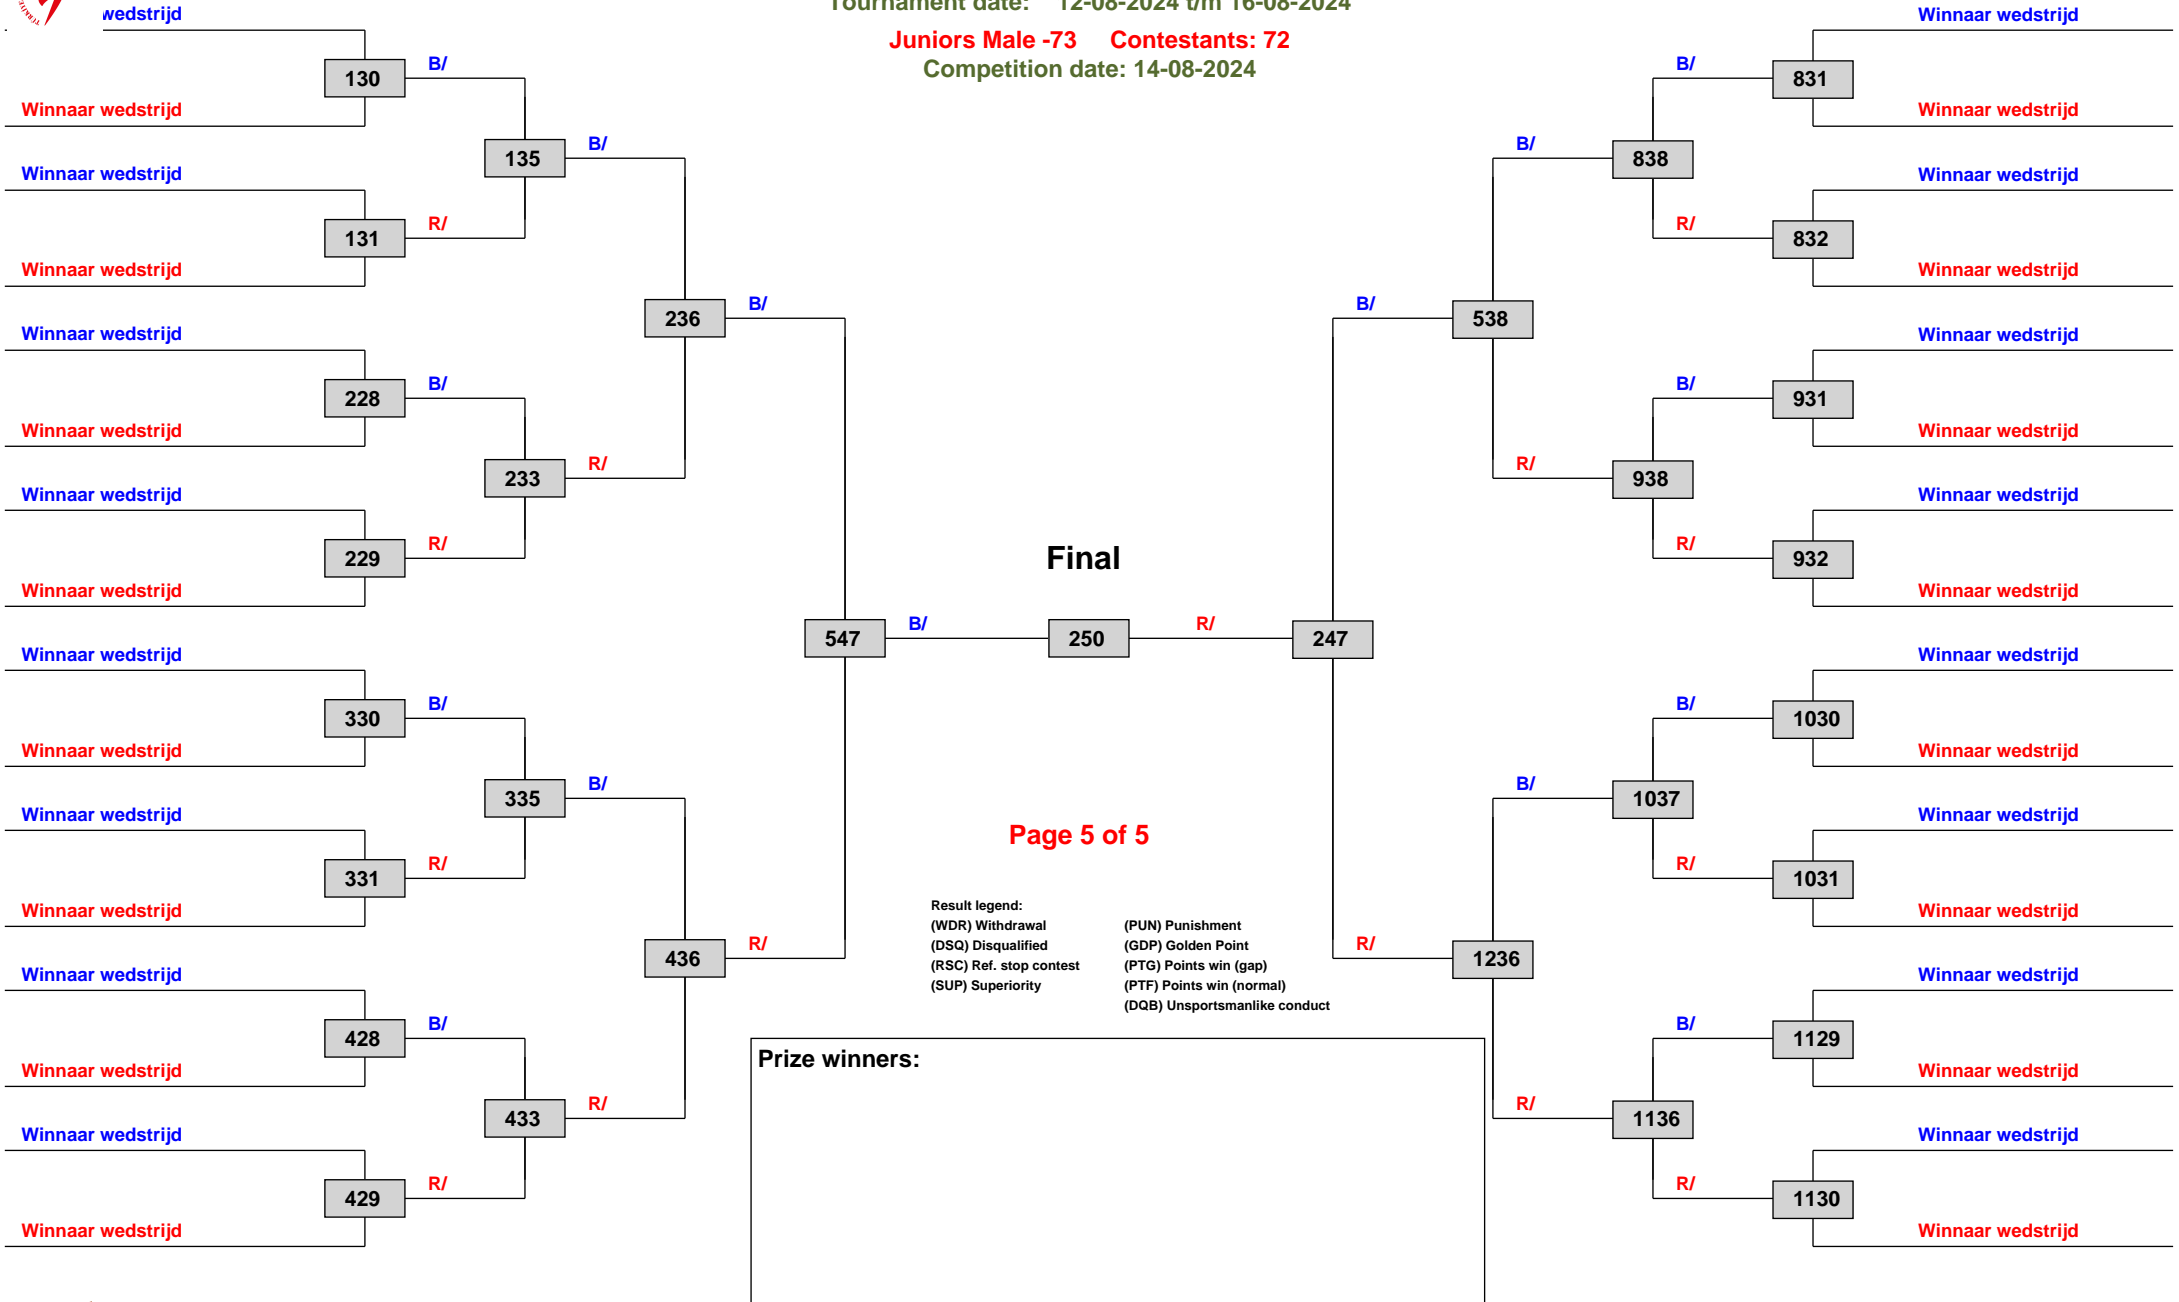 Tournament date: 12-08-2024 t/m 16-08-2024
Juniors Male -73 Contestants: 72
Competition date: 14-08-2024
wedstrijd
130
B/
Winnaar wedstrijd
135
B/
Winnaar wedstrijd
131
R/
Winnaar wedstrijd
236
B/
Winnaar wedstrijd
228
B/
Winnaar wedstrijd
233
R/
Winnaar wedstrijd
229
R/
Winnaar wedstrijd
547
B/
Winnaar wedstrijd
330
B/
Winnaar wedstrijd
335
B/
Winnaar wedstrijd
331
R/
Winnaar wedstrijd
436
R/
Winnaar wedstrijd
428
B/
Winnaar wedstrijd
433
R/
Winnaar wedstrijd
429
R/
Winnaar wedstrijd
Final
250
R/
247
Winnaar wedstrijd
B/
831
Winnaar wedstrijd
B/
838
Winnaar wedstrijd
R/
832
Winnaar wedstrijd
B/
538
Winnaar wedstrijd
B/
931
Winnaar wedstrijd
R/
938
Winnaar wedstrijd
R/
932
Winnaar wedstrijd
Winnaar wedstrijd
B/
1030
Winnaar wedstrijd
B/
1037
Winnaar wedstrijd
R/
1031
Winnaar wedstrijd
R/
1236
Winnaar wedstrijd
B/
1129
Winnaar wedstrijd
R/
1136
Winnaar wedstrijd
R/
1130
Winnaar wedstrijd
Page 5 of 5
Result legend:
(WDR) Withdrawal (PUN) Punishment
(DSQ) Disqualified (GDP) Golden Point
(RSC) Ref. stop contest (PTG) Points win (gap)
(SUP) Superiority (PTF) Points win (normal)
(DQB) Unsportsmanlike conduct
Prize winners: